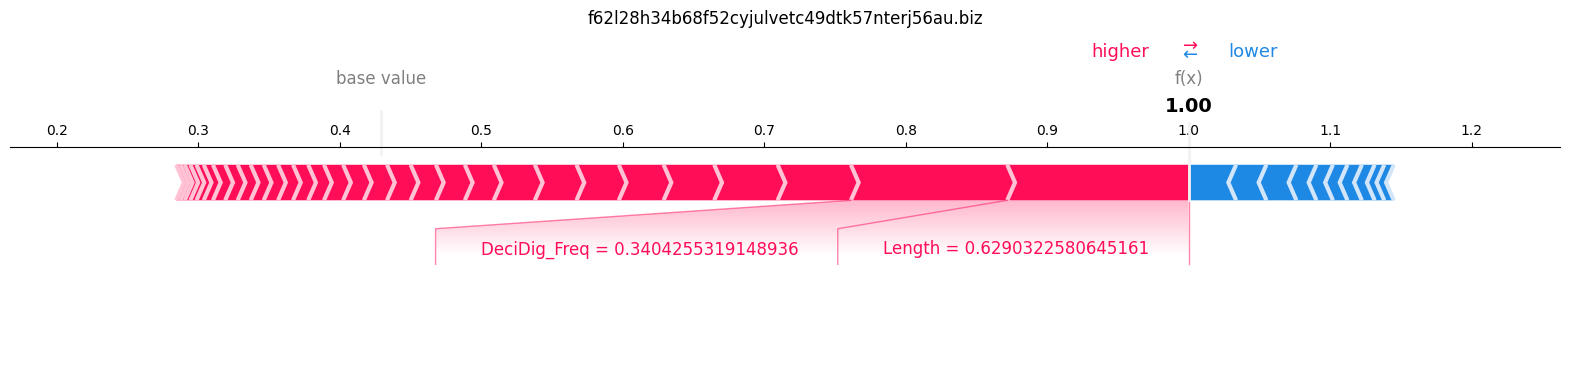 f62l28h34b68f52cyjulvetc49dtk57nterj56au.biz
higher → ← lower
base value f(x)
1.00
0.2 0.3 0.4 0.5 0.6 0.7 0.8 0.9 1.0 1.1 1.2
DeciDig_Freq = 0.3404255319148936 Length = 0.6290322580645161